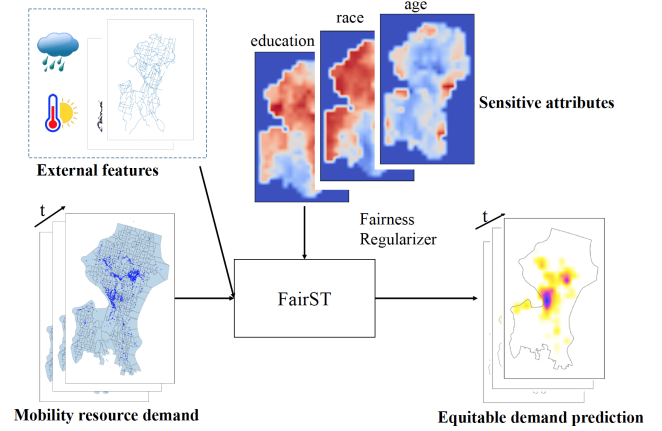 age
race
education
Sensitive attributes
External features
t
Fairness
Regularizer
t
FairST
Mobility resource demand
Equitable demand prediction